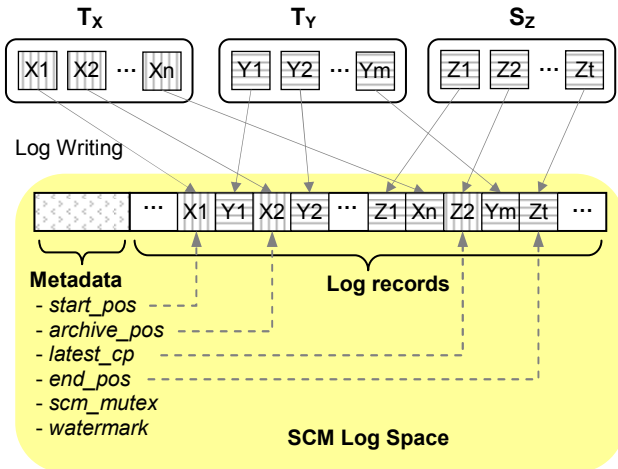 T_X T_Y S_Z
X1 X2 ... Xn Y1 Y2 ... Ym Z1 Z2 ... Zt
Log Writing
... X1 Y1 X2 Y2 ... Z1 Xn Z2 Ym Zt ...
Metadata
Log records
- start_pos
- archive_pos
- latest_cp
- end_pos
- scm_mutex
- watermark
SCM Log Space